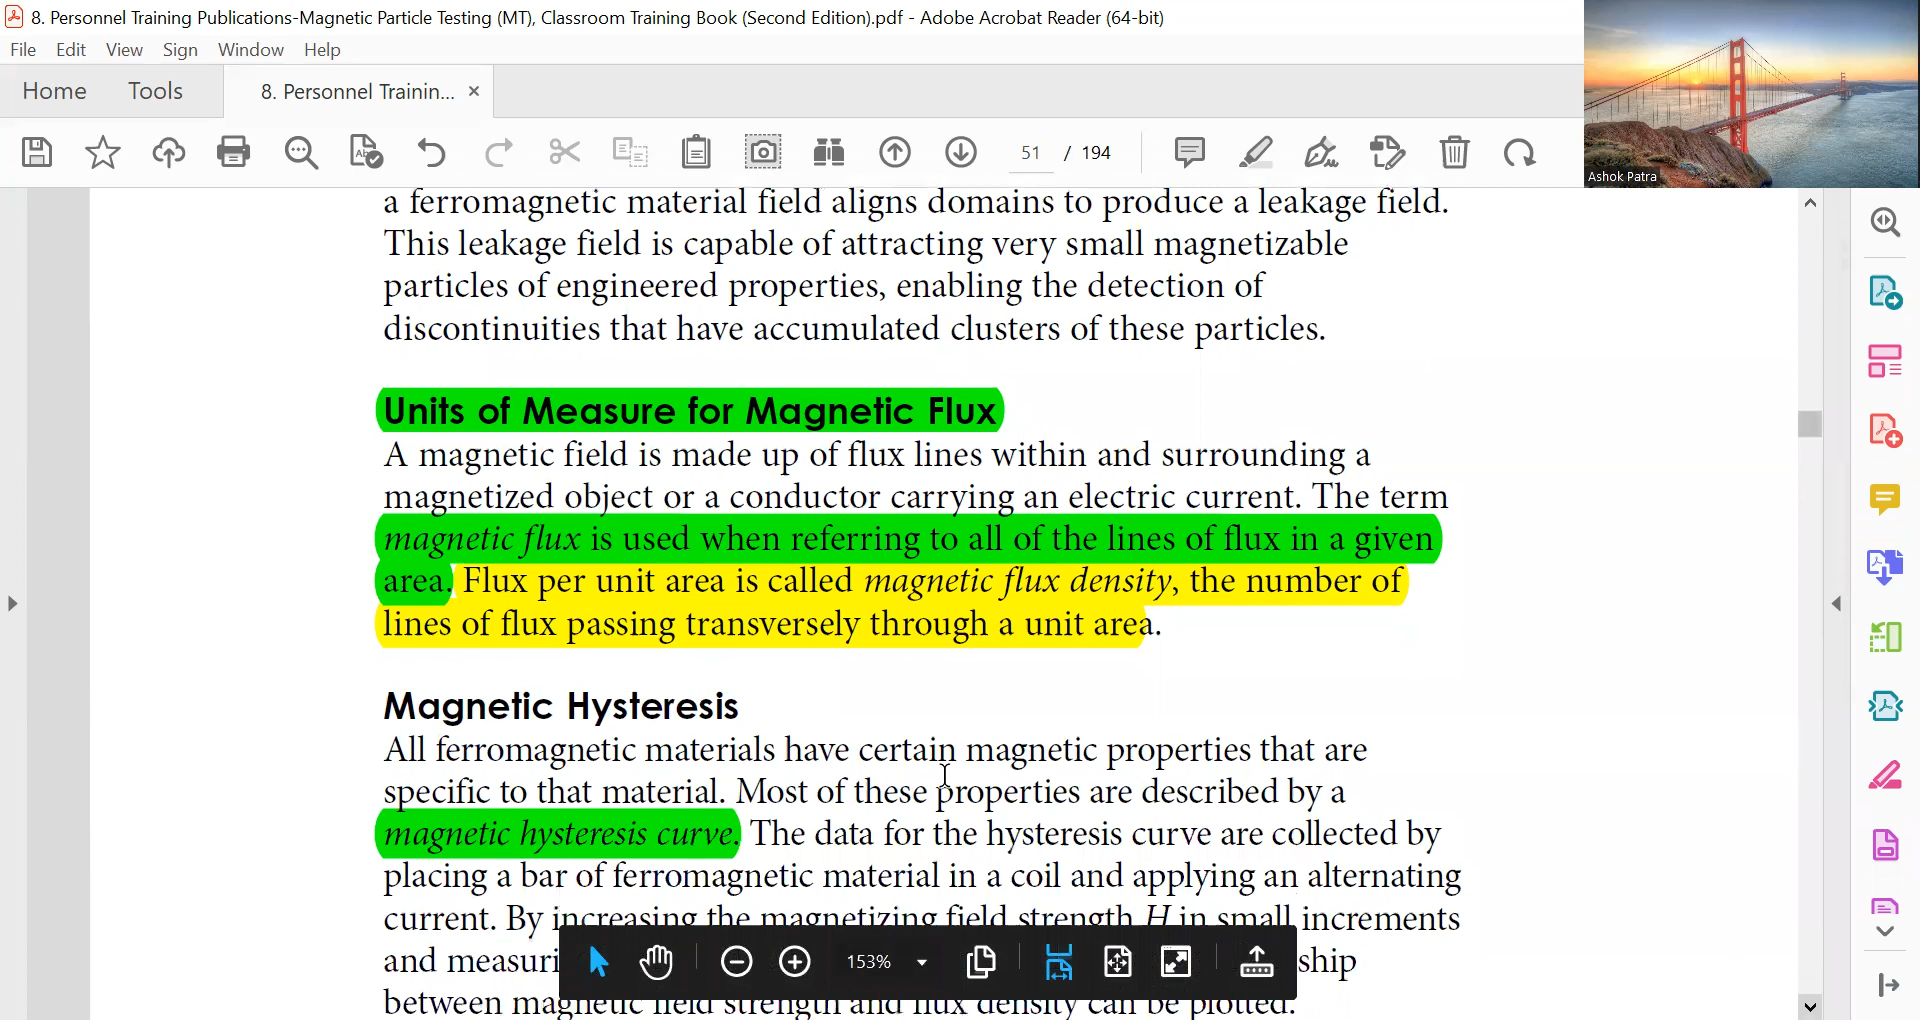 8. Personnel Training Publications-Magnetic Particle Testing (MT), Classroom Training Book (Second Edition).pdf - Adobe Acrobat Reader (64-bit)
File Edit View Sign Window Help
Home Tools 8. Personnel Trainin... ×
51 / 194
Ashok Patra
a ferromagnetic material field aligns domains to produce a leakage field.
This leakage field is capable of attracting very small magnetizable
particles of engineered properties, enabling the detection of
discontinuities that have accumulated clusters of these particles.
Units of Measure for Magnetic Flux
A magnetic field is made up of flux lines within and surrounding a
magnetized object or a conductor carrying an electric current. The term
magnetic flux is used when referring to all of the lines of flux in a given
area. Flux per unit area is called magnetic flux density, the number of
lines of flux passing transversely through a unit area.
Magnetic Hysteresis
All ferromagnetic materials have certain magnetic properties that are
specific to that material. Most of these properties are described by a
magnetic hysteresis curve. The data for the hysteresis curve are collected by
placing a bar of ferromagnetic material in a coil and applying an alternating
current. By increasing the magnetizing field strength H in small increments
and measuri ship
153%
between magnetic field strength and flux density can be plotted.